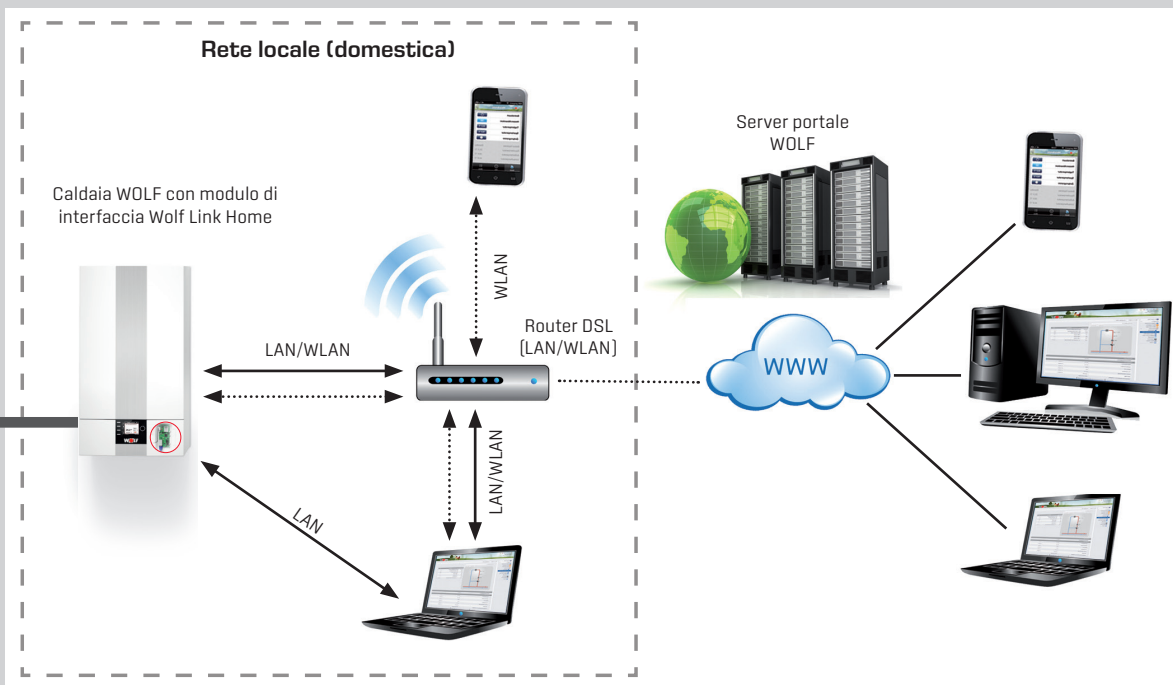 Rete locale (domestica)
Server portale
WOLF
Caldaia WOLF con modulo di
interfaccia Wolf Link Home
WLAN
Router DSL
(LAN/WLAN)
LAN/WLAN
WWW
LAN/WLAN
LAN
WOLF